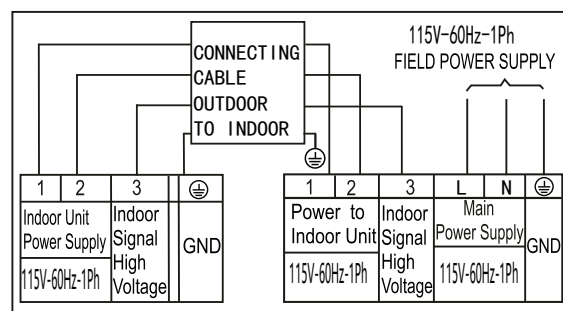 115V-60Hz-1Ph
FIELD POWER SUPPLY
CONNECTING
CABLE
OUTDOOR
TO INDOOR
1 2 3
Indoor Unit
Power Supply
115V-60Hz-1Ph
Indoor
Signal
High
Voltage
GND
1 2 3 L N
Power to
Indoor Unit
115V-60Hz-1Ph
Indoor
Signal
High
Voltage
Main
Power Supply
115V-60Hz-1Ph
GND